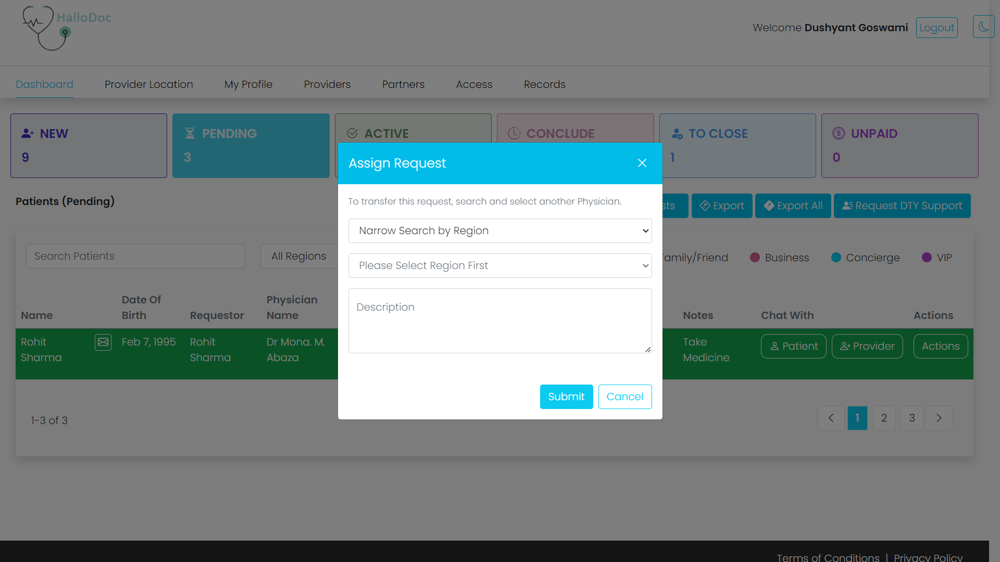 HalloDoc
Welcome Dushyant Goswami Logout
Dashboard Provider Location My Profile Providers Partners Access Records
NEW PENDING ACTIVE CONCLUDE TO CLOSE UNPAID
9 3 1 0
Assign Request
To transfer this request, search and select another Physician.
Narrow Search by Region
Please Select Region First
Description
Submit Cancel
Patients (Pending)
Export Export All Request DTY Support
Search Patients All Regions Family/Friend Business Concierge VIP
Name Date Of Birth Requestor Physician Name Notes Chat With Actions
Rohit Sharma Feb 7, 1995 Rohit Sharma Dr Mona. M. Abaza Take Medicine Patient Provider Actions
1-3 of 3
1 2 3
Terms of Conditions | Privacy Policy